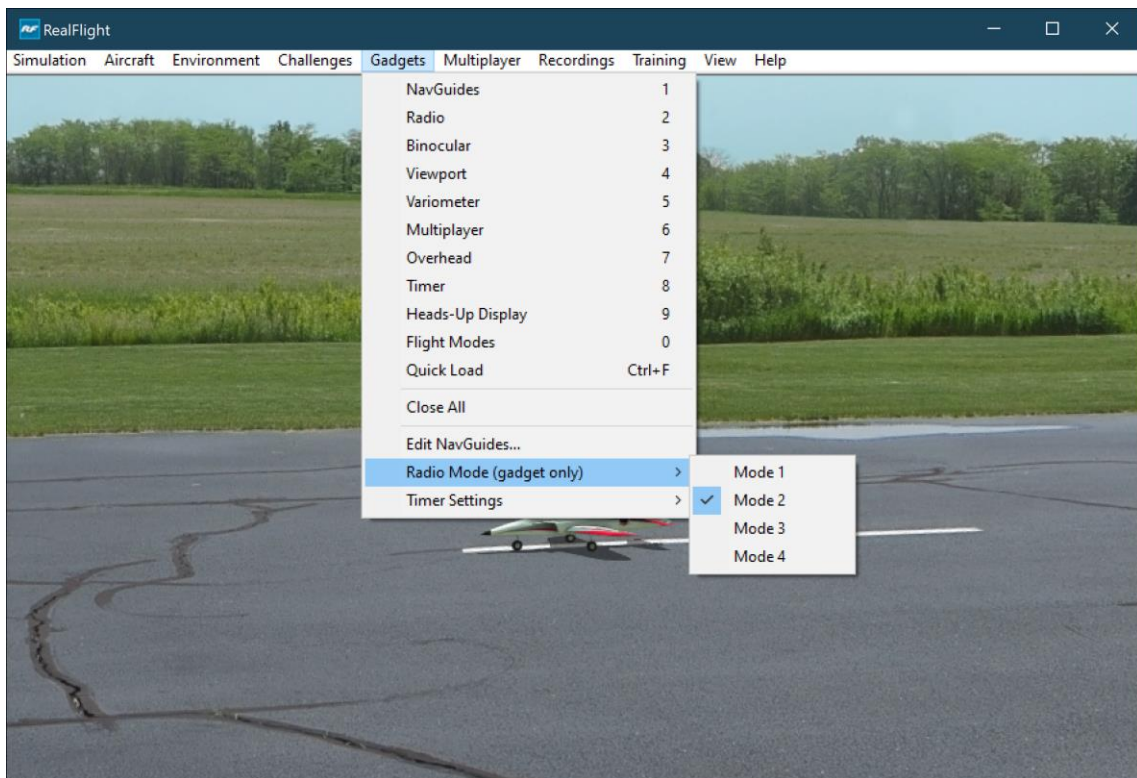 RealFlight
Simulation Aircraft Environment Challenges Gadgets Multiplayer Recordings Training View Help
NavGuides 1
Radio 2
Binocular 3
Viewport 4
Variometer 5
Multiplayer 6
Overhead 7
Timer 8
Heads-Up Display 9
Flight Modes 0
Quick Load Ctrl+F
Close All
Edit NavGuides...
Radio Mode (gadget only) >
Timer Settings >
Mode 1
Mode 2
Mode 3
Mode 4